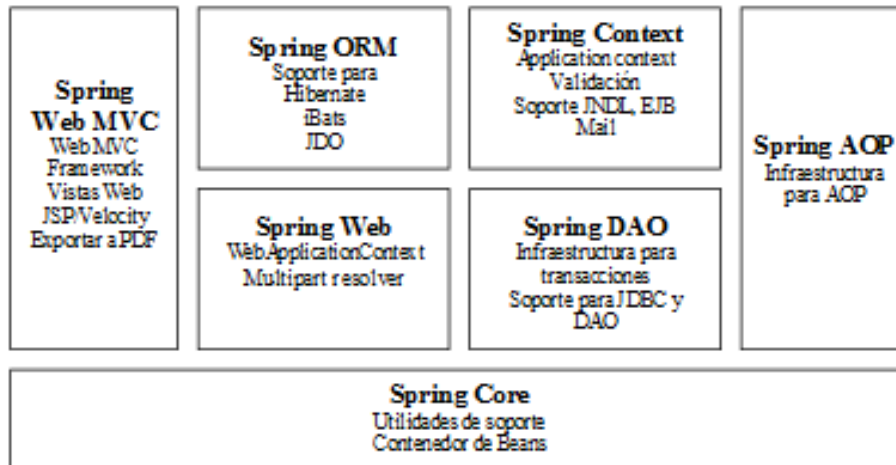 Spring
Web MVC
Web MVC
Framework
Vistas Web
JSP/Velocity
Exportar a PDF
Spring ORM
Soporte para
Hibernate
iBats
JDO
Spring Context
Application context
Validación
Soporte JNDL, EJB
Mail
Spring AOP
Infraestructura
para AOP
Spring Web
WebApplicationContext
Multipart resolver
Spring DAO
Infraestructura para
transacciones
Soporte para JDBC y
DAO
Spring Core
Utilidades de soporte
Contenedor de Beans